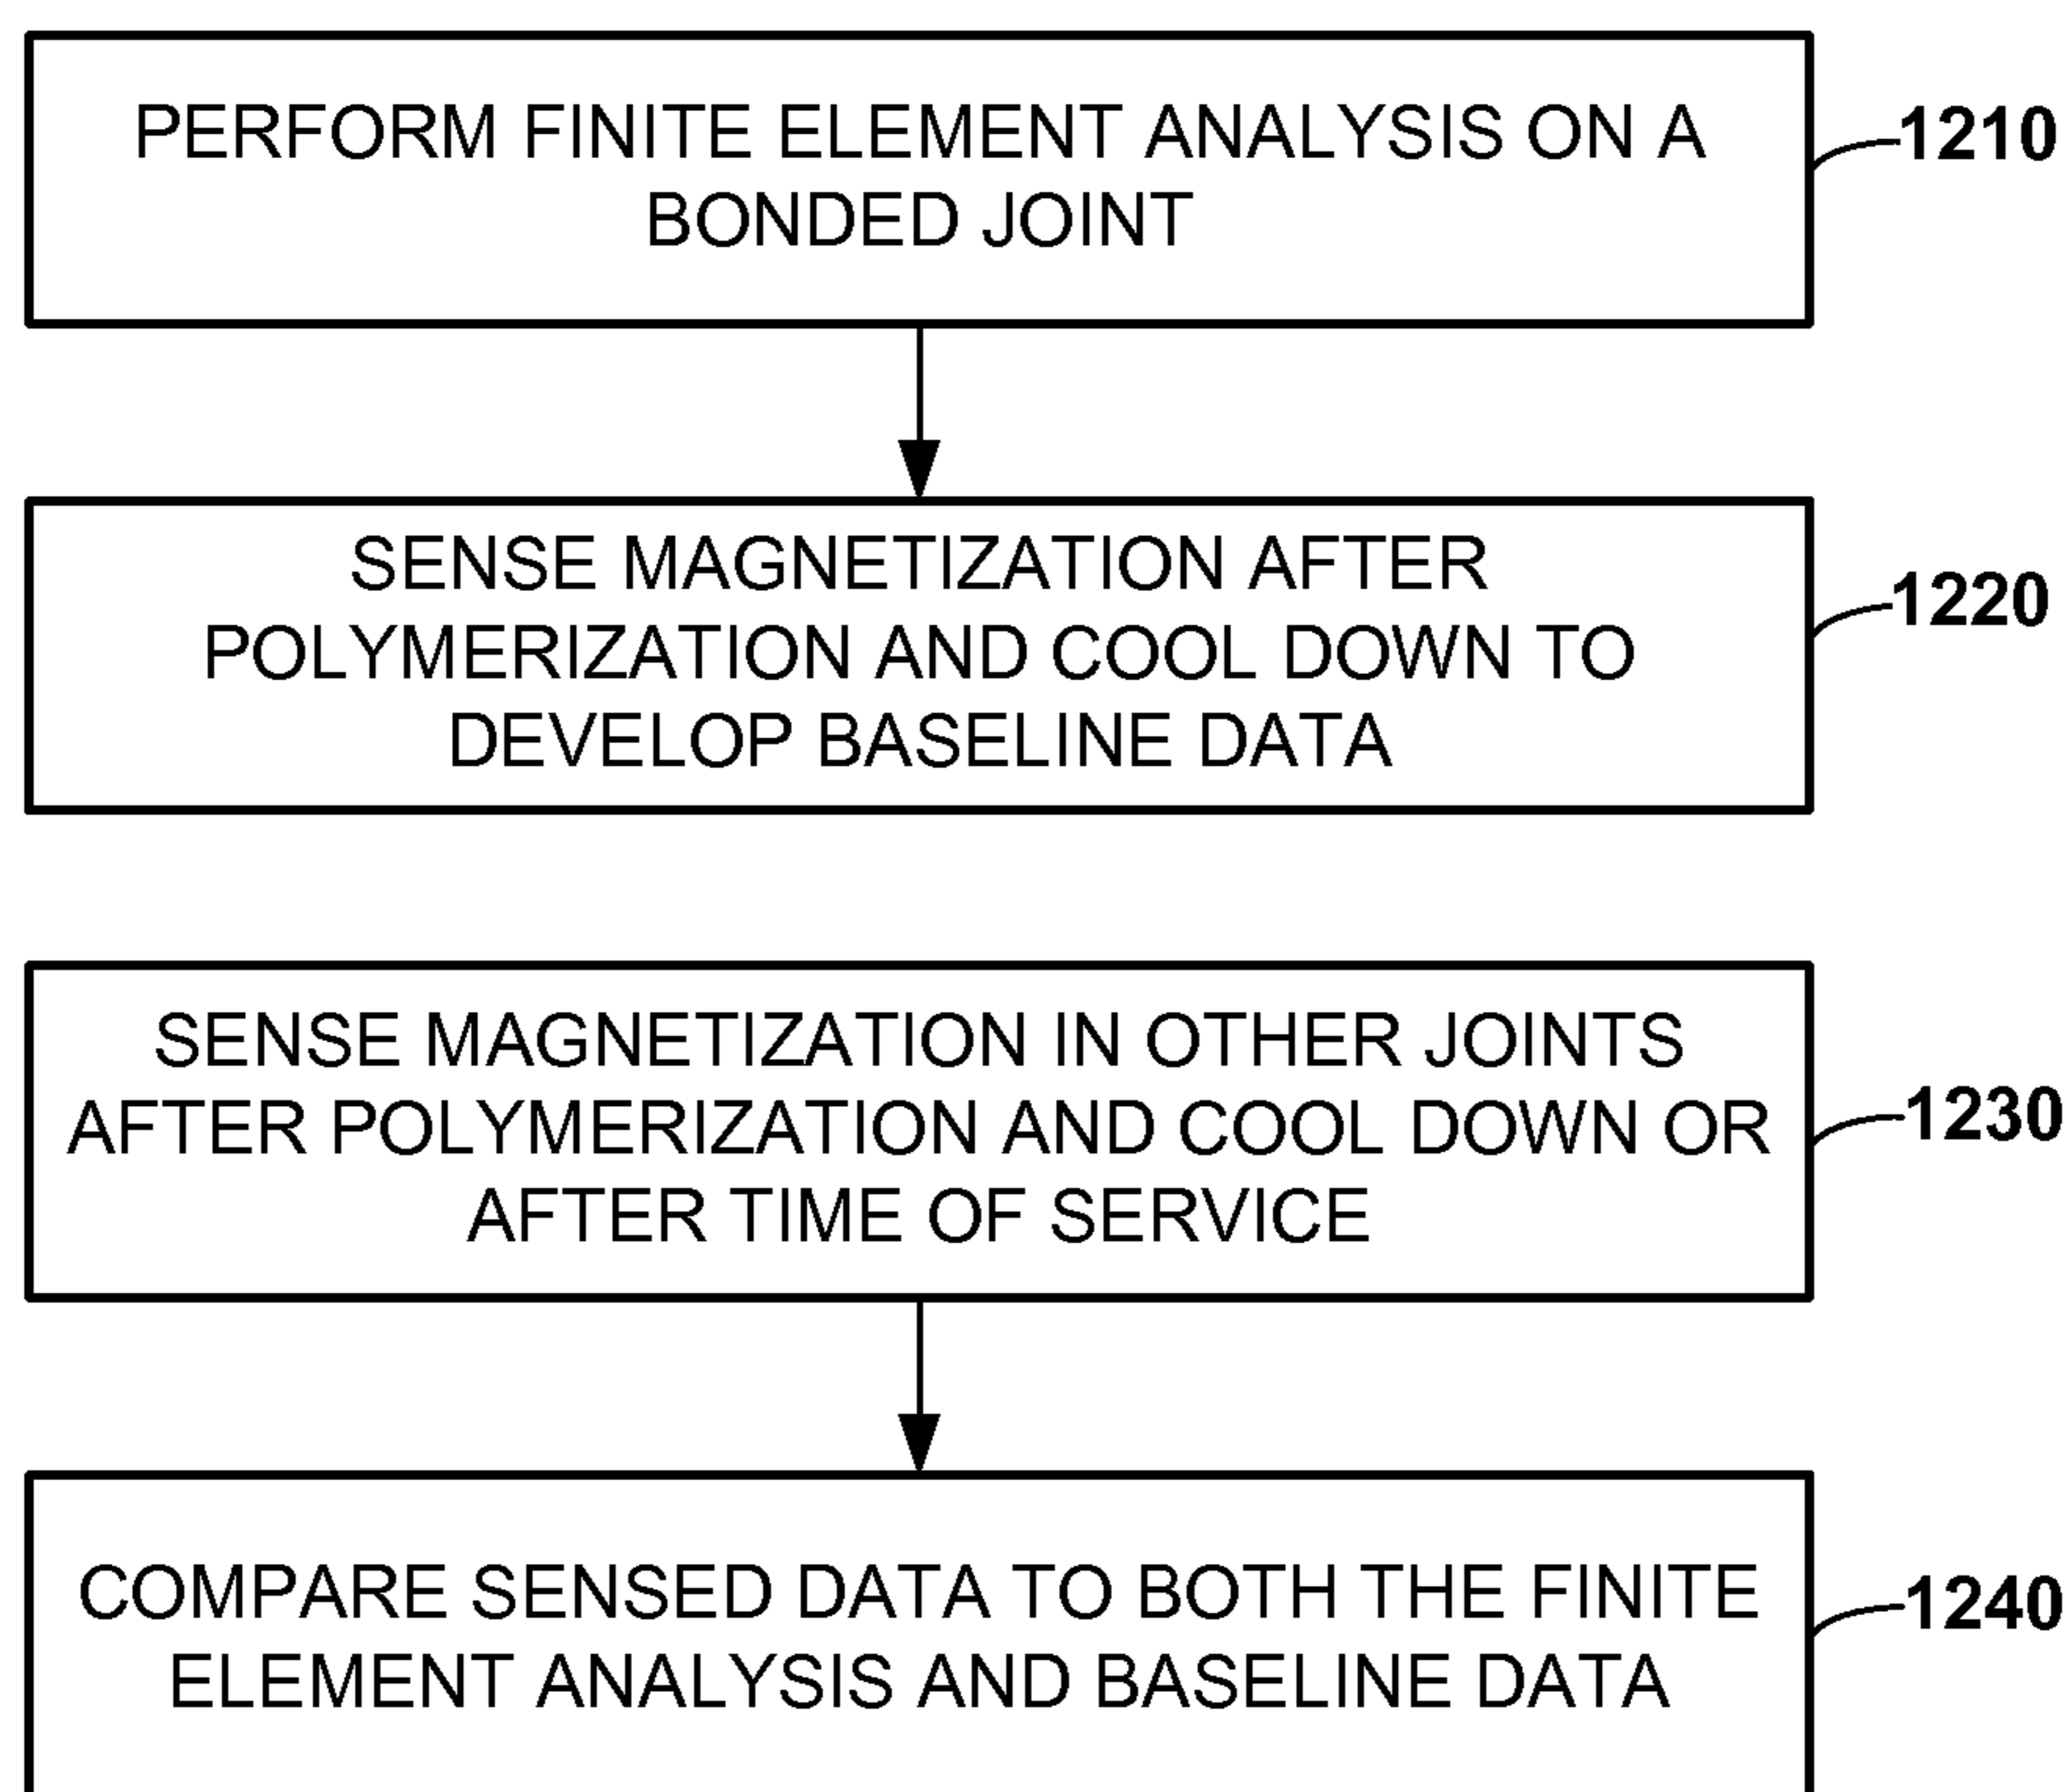 PERFORM FINITE ELEMENT ANALYSIS ON A
BONDED JOINT
1210
SENSE MAGNETIZATION AFTER
POLYMERIZATION AND COOL DOWN TO
DEVELOP BASELINE DATA
1220
SENSE MAGNETIZATION IN OTHER JOINTS
AFTER POLYMERIZATION AND COOL DOWN OR
AFTER TIME OF SERVICE
1230
COMPARE SENSED DATA TO BOTH THE FINITE
ELEMENT ANALYSIS AND BASELINE DATA
1240